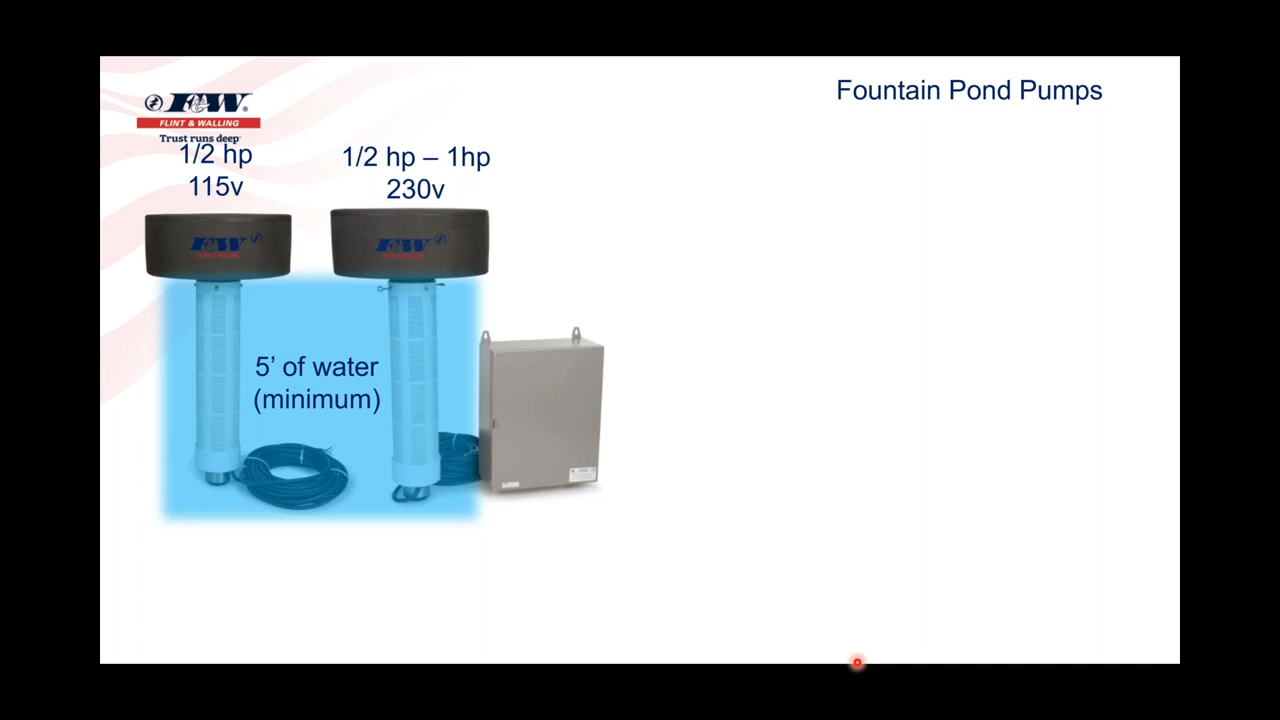 Fountain Pond Pumps
F&W
FLINT & WALLING
Trust runs deep
1/2 hp
115v
1/2 hp – 1hp
230v
F&W
F&W
5’ of water
(minimum)